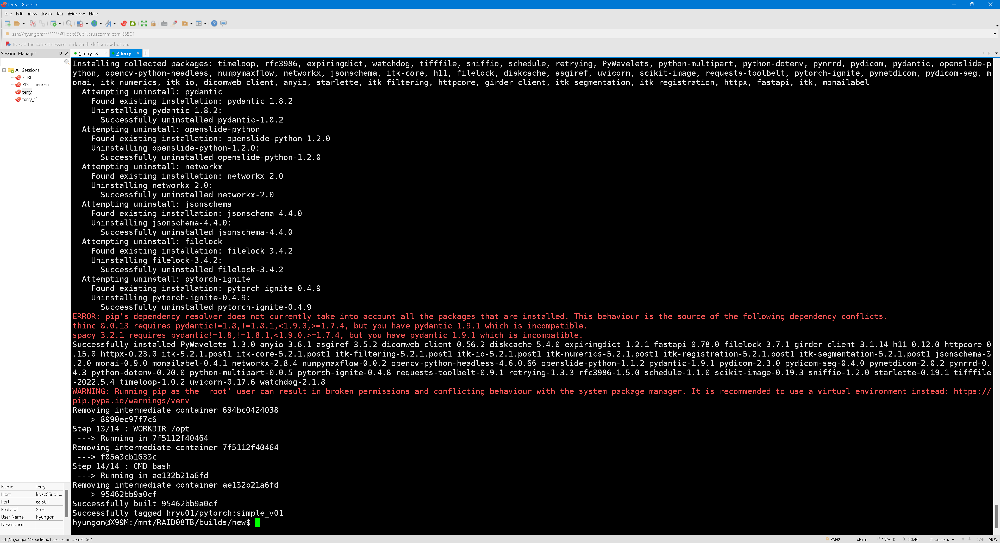 terry - Xshell 7
File Edit View Tools Tab Window Help
ssh://hyungon:********@kpac66ub1.asuscomm.com:65501
To add the current session, click on the left arrow button.
Session Manager
1 terry_r8
2 terry
All Sessions
ETRI
KISTI_neuron
terry
terry_r8
Installing collected packages: timeloop, rfc3986, expiringdict, watchdog, tifffile, sniffio, schedule, retrying, PyWavelets, python-multipart, python-dotenv, pynrrd, pydicom, pydantic, openslide-p
ython, opencv-python-headless, numpymaxflow, networkx, jsonschema, itk-core, h11, filelock, diskcache, asgiref, uvicorn, scikit-image, requests-toolbelt, pytorch-ignite, pynetdicom, pydicom-seg, m
onai, itk-numerics, itk-io, dicomweb-client, anyio, starlette, itk-filtering, httpcore, girder-client, itk-segmentation, itk-registration, httpx, fastapi, itk, monailabel
Attempting uninstall: pydantic
Found existing installation: pydantic 1.8.2
Uninstalling pydantic-1.8.2:
Successfully uninstalled pydantic-1.8.2
Attempting uninstall: openslide-python
Found existing installation: openslide-python 1.2.0
Uninstalling openslide-python-1.2.0:
Successfully uninstalled openslide-python-1.2.0
Attempting uninstall: networkx
Found existing installation: networkx 2.0
Uninstalling networkx-2.0:
Successfully uninstalled networkx-2.0
Attempting uninstall: jsonschema
Found existing installation: jsonschema 4.4.0
Uninstalling jsonschema-4.4.0:
Successfully uninstalled jsonschema-4.4.0
Attempting uninstall: filelock
Found existing installation: filelock 3.4.2
Uninstalling filelock-3.4.2:
Successfully uninstalled filelock-3.4.2
Attempting uninstall: pytorch-ignite
Found existing installation: pytorch-ignite 0.4.9
Uninstalling pytorch-ignite-0.4.9:
Successfully uninstalled pytorch-ignite-0.4.9
ERROR: pip's dependency resolver does not currently take into account all the packages that are installed. This behaviour is the source of the following dependency conflicts.
thinc 8.0.13 requires pydantic!=1.8,!=1.8.1,<1.9.0,>=1.7.4, but you have pydantic 1.9.1 which is incompatible.
spacy 3.2.1 requires pydantic!=1.8,!=1.8.1,<1.9.0,>=1.7.4, but you have pydantic 1.9.1 which is incompatible.
Successfully installed PyWavelets-1.3.0 anyio-3.6.1 asgiref-3.5.2 dicomweb-client-0.56.2 diskcache-5.4.0 expiringdict-1.2.1 fastapi-0.78.0 filelock-3.7.1 girder-client-3.1.14 h11-0.12.0 httpcore-0
.15.0 httpx-0.23.0 itk-5.2.1.post1 itk-core-5.2.1.post1 itk-filtering-5.2.1.post1 itk-io-5.2.1.post1 itk-numerics-5.2.1.post1 itk-registration-5.2.1.post1 itk-segmentation-5.2.1.post1 jsonschema-3
.2.0 monai-0.9.0 monailabel-0.4.1 networkx-2.8.4 numpymaxflow-0.0.2 opencv-python-headless-4.6.0.66 openslide-python-1.1.2 pydantic-1.9.1 pydicom-2.3.0 pydicom-seg-0.4.0 pynetdicom-2.0.2 pynrrd-0.
4.3 python-dotenv-0.20.0 python-multipart-0.0.5 pytorch-ignite-0.4.8 requests-toolbelt-0.9.1 retrying-1.3.3 rfc3986-1.5.0 schedule-1.1.0 scikit-image-0.19.3 sniffio-1.2.0 starlette-0.19.1 tifffile
-2022.5.4 timeloop-1.0.2 uvicorn-0.17.6 watchdog-2.1.8
WARNING: Running pip as the 'root' user can result in broken permissions and conflicting behaviour with the system package manager. It is recommended to use a virtual environment instead: https://
pip.pypa.io/warnings/venv
Removing intermediate container 694bc0424038
---> 8990ec97f7c6
Step 13/14 : WORKDIR /opt
---> Running in 7f5112f40464
Removing intermediate container 7f5112f40464
---> f85a3cb1633c
Step 14/14 : CMD bash
---> Running in ae132b21a6fd
Removing intermediate container ae132b21a6fd
---> 95462bb9a0cf
Successfully built 95462bb9a0cf
Successfully tagged hryu01/pytorch:simple_v01
hyungon@X99M:/mnt/RAID08TB/builds/new$
Name terry
Host kpac66ub1...
Port 65501
Protocol SSH
User Name hyungon
Description
ssh://hyungon@kpac66ub1.asuscomm.com:65501
SSH2 xterm 196x50 50,40 2 sessions CAP NUM